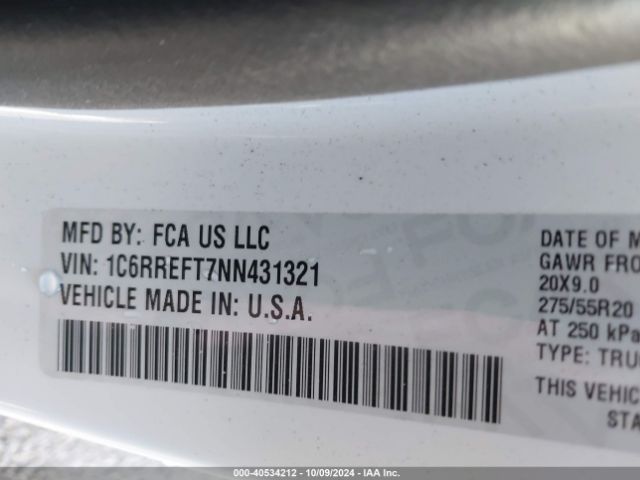 MFD BY: FCA US LLC
VIN: 1C6RREFT7NN431321
VEHICLE MADE IN: U.S.A.
DATE OF M
GAWR FRO
20X9.0
275/55R20
AT 250 kPa
TYPE: TRU
THIS VEHIC
STA
000-40534212 - 10/09/2024 - IAA Inc.